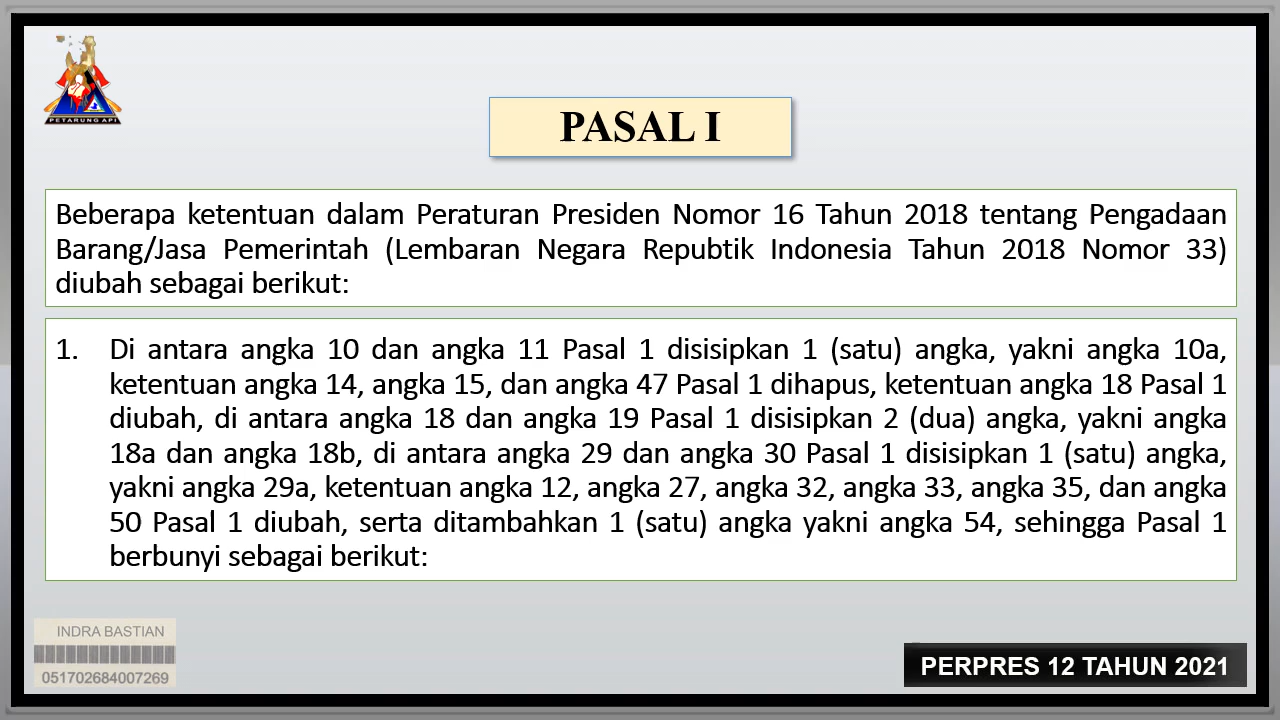 PETARUNG API
PASAL I
Beberapa ketentuan dalam Peraturan Presiden Nomor 16 Tahun 2018 tentang Pengadaan
Barang/Jasa Pemerintah (Lembaran Negara Repubtik Indonesia Tahun 2018 Nomor 33)
diubah sebagai berikut:
1. Di antara angka 10 dan angka 11 Pasal 1 disisipkan 1 (satu) angka, yakni angka 10a,
ketentuan angka 14, angka 15, dan angka 47 Pasal 1 dihapus, ketentuan angka 18 Pasal 1
diubah, di antara angka 18 dan angka 19 Pasal 1 disisipkan 2 (dua) angka, yakni angka
18a dan angka 18b, di antara angka 29 dan angka 30 Pasal 1 disisipkan 1 (satu) angka,
yakni angka 29a, ketentuan angka 12, angka 27, angka 32, angka 33, angka 35, dan angka
50 Pasal 1 diubah, serta ditambahkan 1 (satu) angka yakni angka 54, sehingga Pasal 1
berbunyi sebagai berikut:
INDRA BASTIAN
051702684007269
PERPRES 12 TAHUN 2021